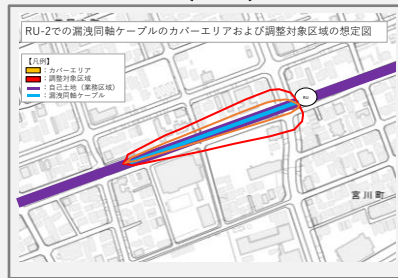 RU-2での漏洩同軸ケーブルのカバーエリアおよび調整対象区域の想定図
【凡例】
：カバーエリア
：調整対象区域
：自己土地（業務区域）
：漏洩同軸ケーブル
RU
宮川町